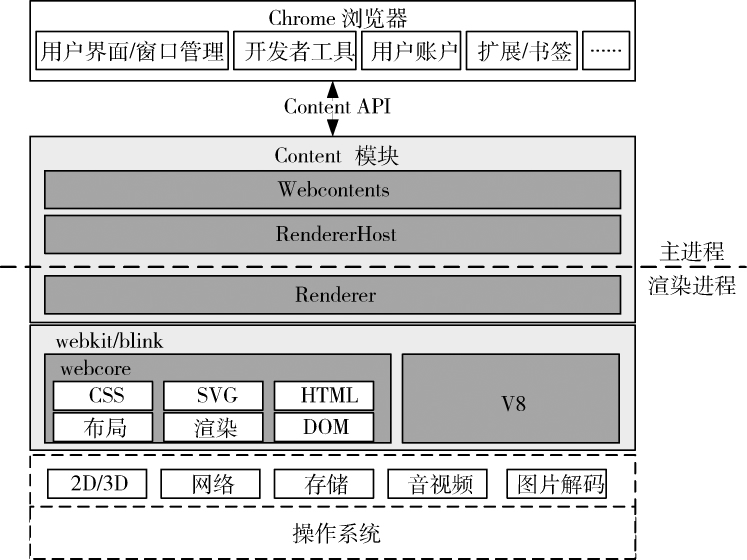 Chrome 浏览器
用户界面/窗口管理 开发者工具 用户账户 扩展/书签 ······
Content API
Content 模块
Webcontents
RendererHost
主进程
渲染进程
Renderer
webkit/blink
webcore
CSS SVG HTML
V8
布局 渲染 DOM
2D/3D 网络 存储 音视频 图片解码
操作系统